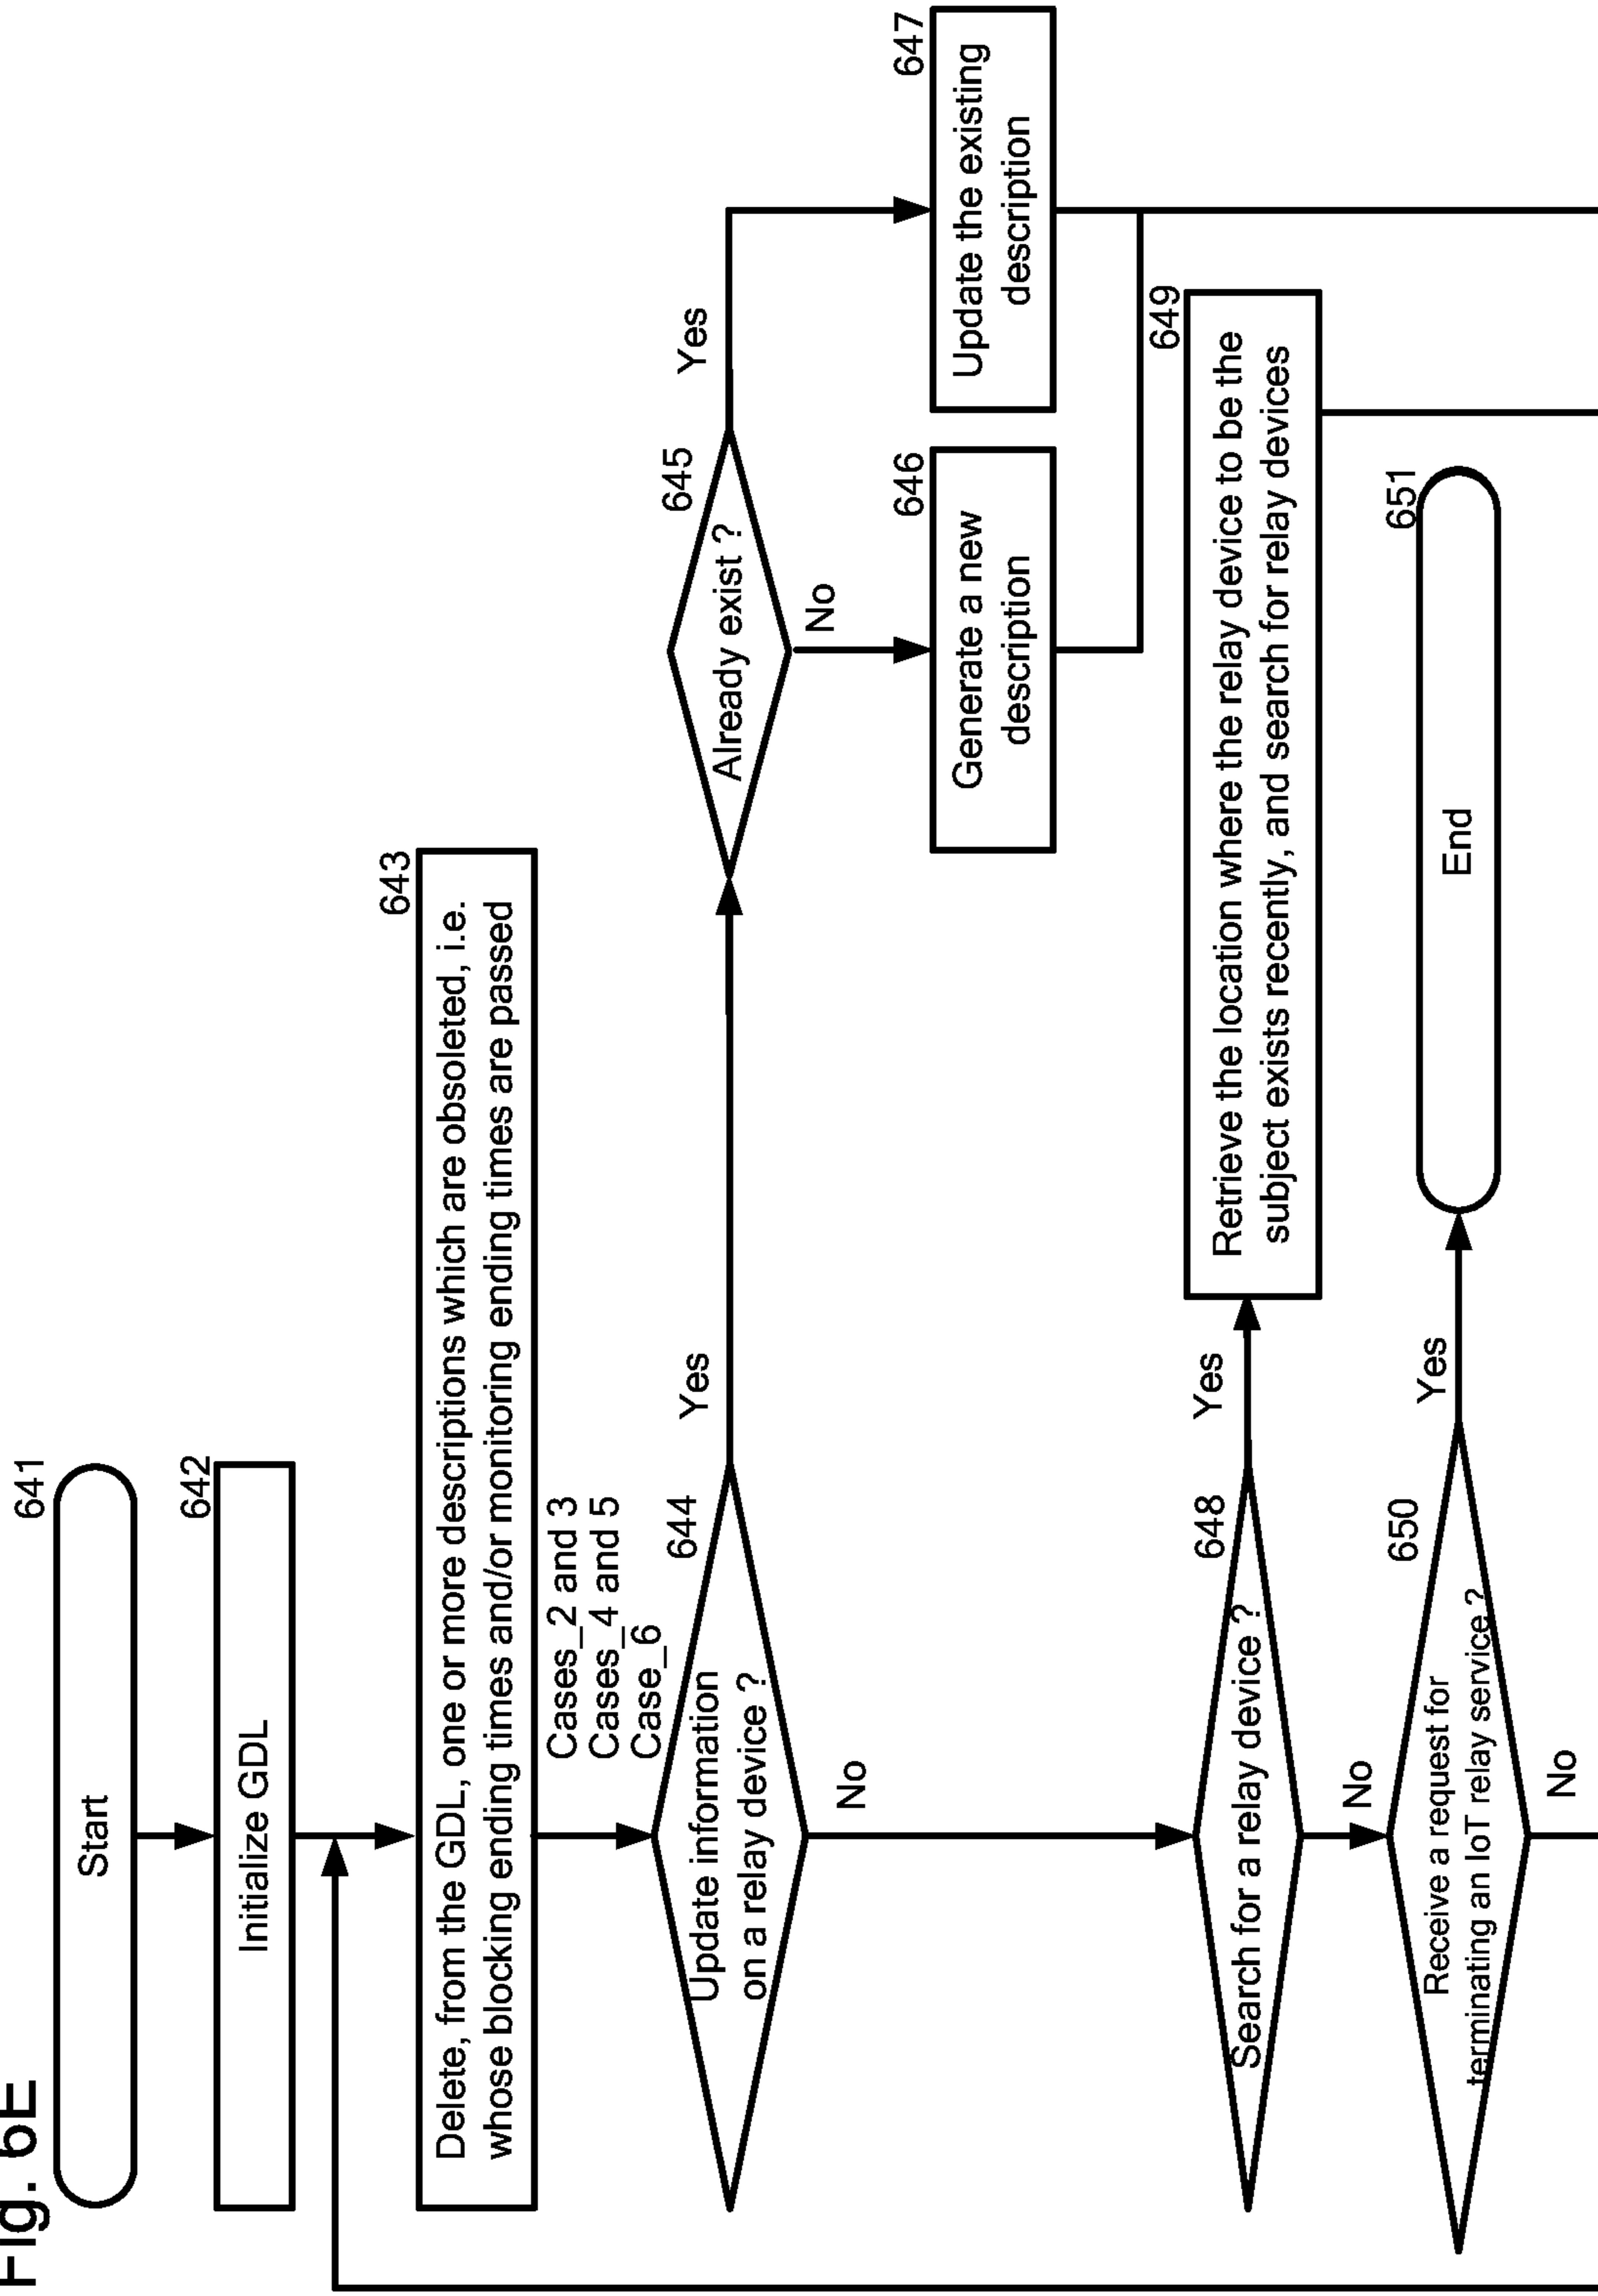 Fig. 6E
641
Start
642
Initialize GDL
643
Delete, from the GDL, one or more descriptions which are obsoleted, i.e.
whose blocking ending times and/or monitoring ending times are passed
Cases_2 and 3
Cases_4 and 5
Case_6
644
Update information
on a relay device ?
Yes
No
645
Already exist ?
Yes
No
646
Generate a new
description
647
Update the existing
description
648
Search for a relay device ?
Yes
No
649
Retrieve the location where the relay device to be the
subject exists recently, and search for relay devices
650
Receive a request for
terminating an IoT relay service ?
Yes
No
651
End